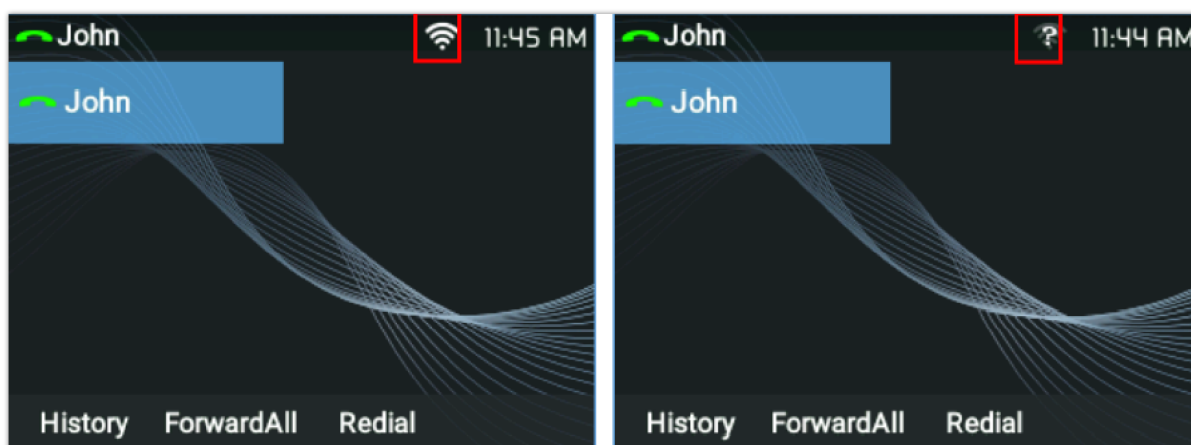 John 11:45 AM
John
History ForwardAll Redial
John ? 11:44 AM
John
History ForwardAll Redial